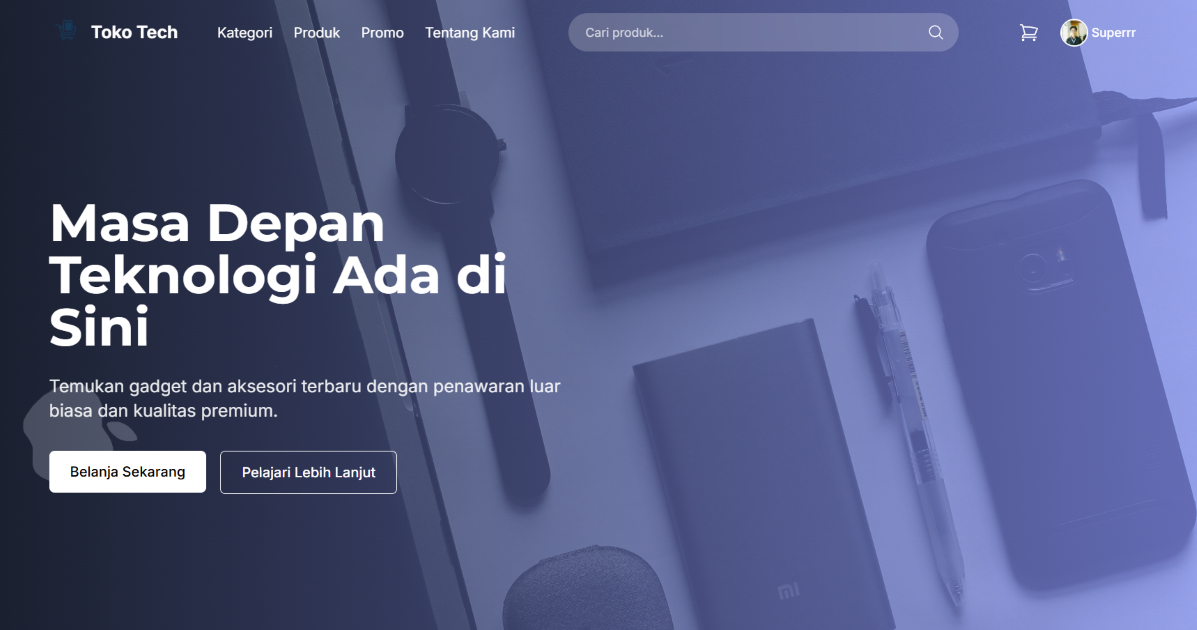 Toko Tech
Kategori
Produk
Promo
Tentang Kami
Cari produk...
Superrr
Masa Depan
Teknologi Ada di
Sini
Temukan gadget dan aksesori terbaru dengan penawaran luar
biasa dan kualitas premium.
Belanja Sekarang
Pelajari Lebih Lanjut
mi